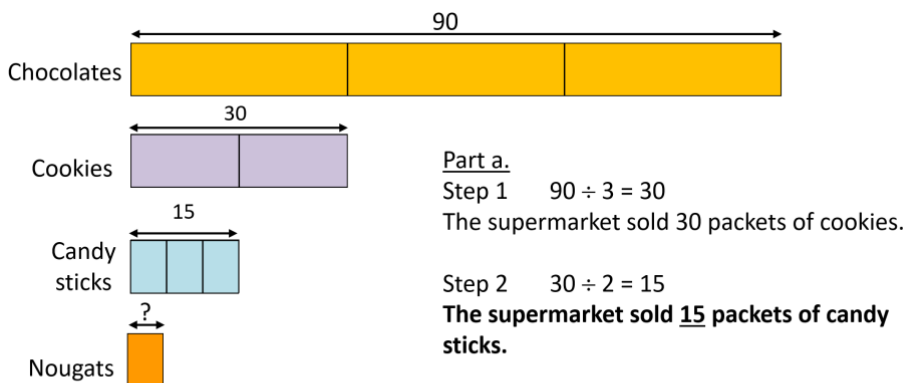 90
Chocolates
30
Cookies
15
Candy
sticks
?
Nougats
Part a.
Step 1 90 ÷ 3 = 30
The supermarket sold 30 packets of cookies.
Step 2 30 ÷ 2 = 15
The supermarket sold 15 packets of candy
sticks.